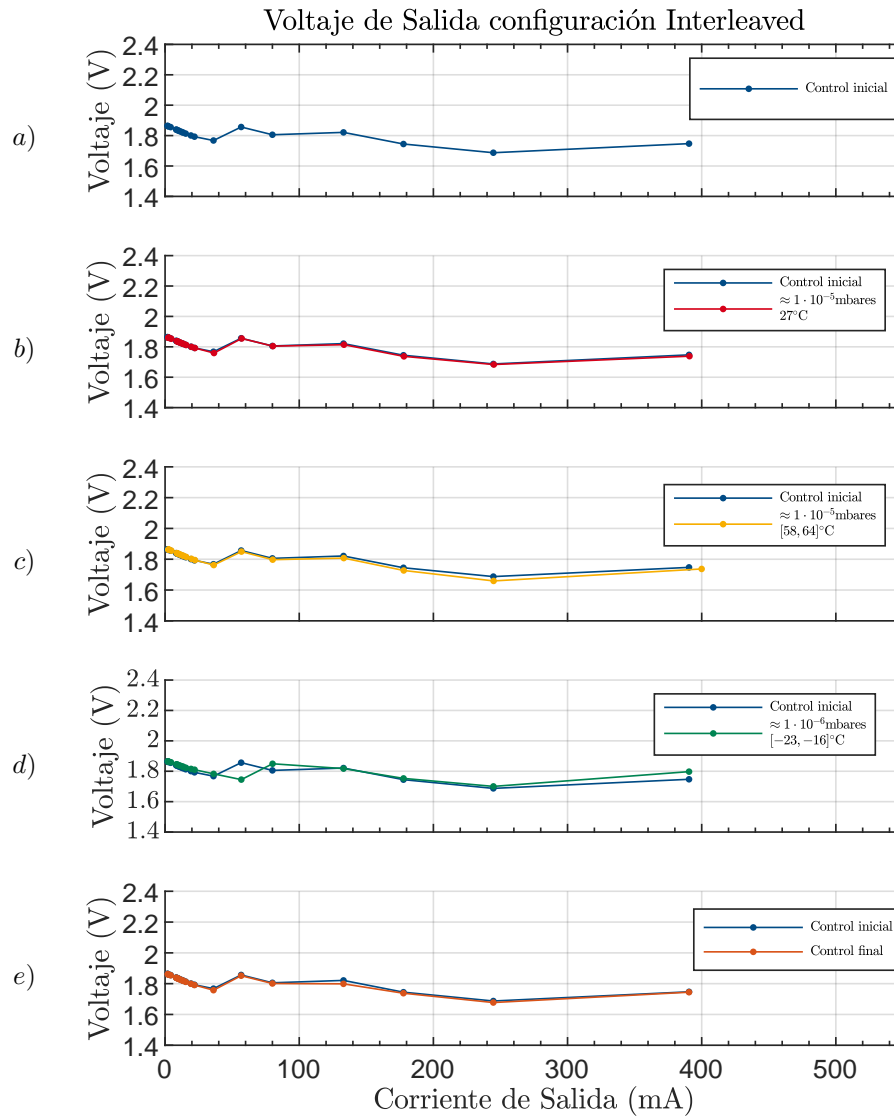 Voltaje de Salida configuración Interleaved
a)
Voltaje (V)
2.4
2.2
2
1.8
1.6
1.4
Control inicial
b)
Voltaje (V)
2.4
2.2
2
1.8
1.6
1.4
Control inicial
≈ 1 · 10⁻⁵mbares
27°C
c)
Voltaje (V)
2.4
2.2
2
1.8
1.6
1.4
Control inicial
≈ 1 · 10⁻⁵mbares
[58, 64]°C
d)
Voltaje (V)
2.4
2.2
2
1.8
1.6
1.4
Control inicial
≈ 1 · 10⁻⁶mbares
[−23, −16]°C
e)
Voltaje (V)
2.4
2.2
2
1.8
1.6
1.4
Control inicial
Control final
0 100 200 300 400 500
Corriente de Salida (mA)